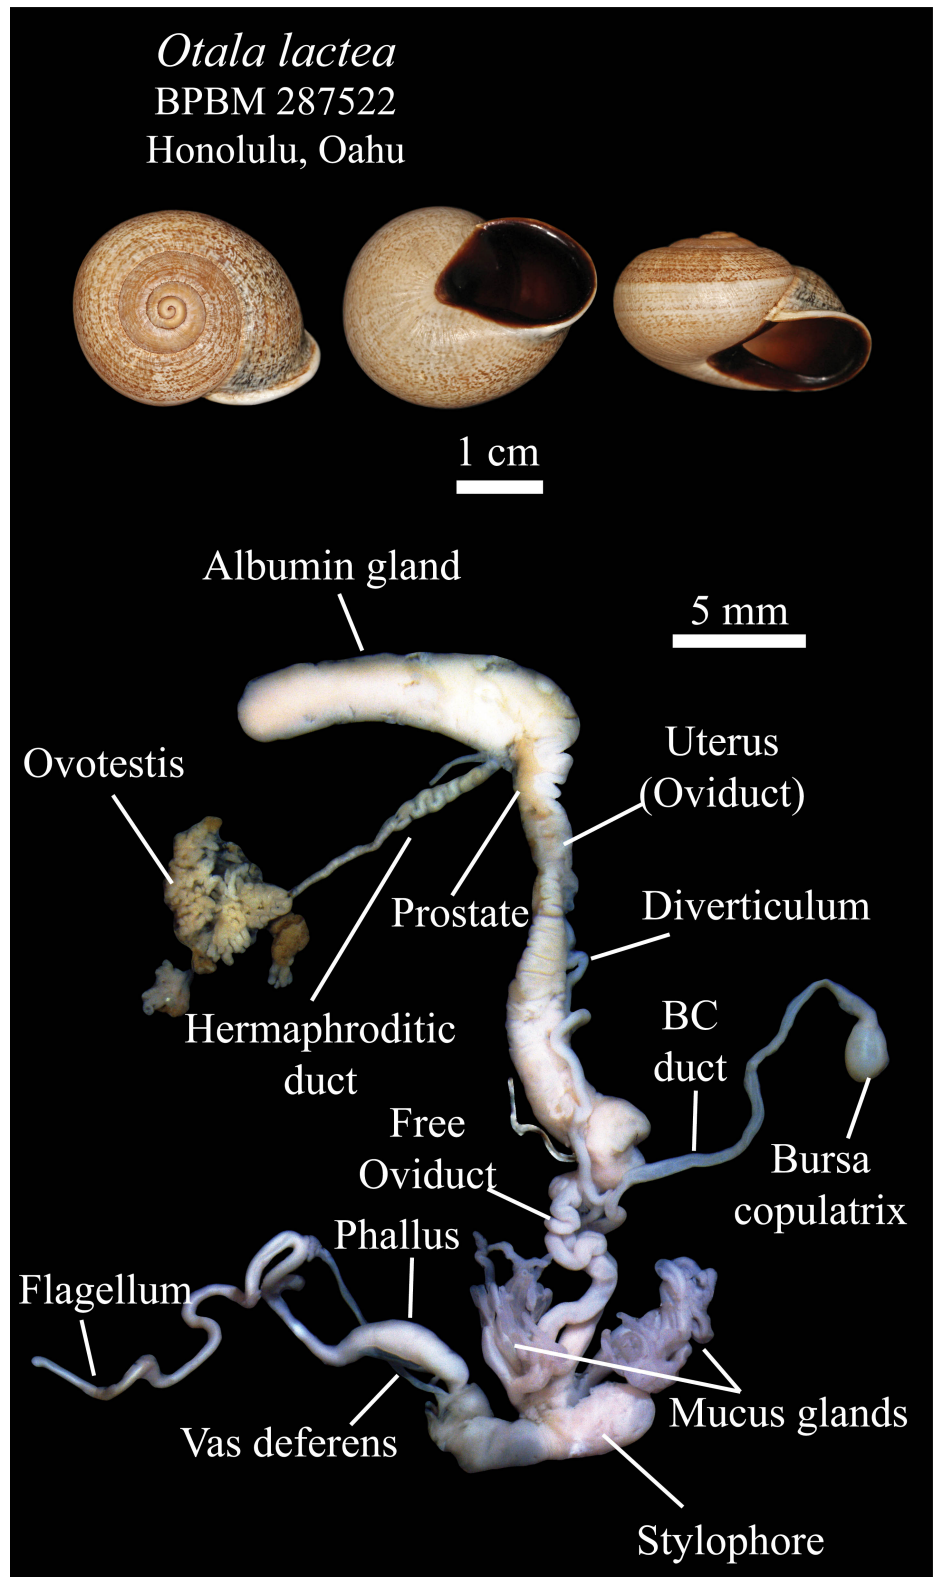 Otala lactea
BPBM 287522
Honolulu, Oahu
1 cm
Albumin gland
5 mm
Ovotestis
Uterus
(Oviduct)
Prostate
Diverticulum
Hermaphroditic
duct
BC
duct
Free
Oviduct
Bursa
copulatrix
Phallus
Flagellum
Mucus glands
Vas deferens
Stylophore